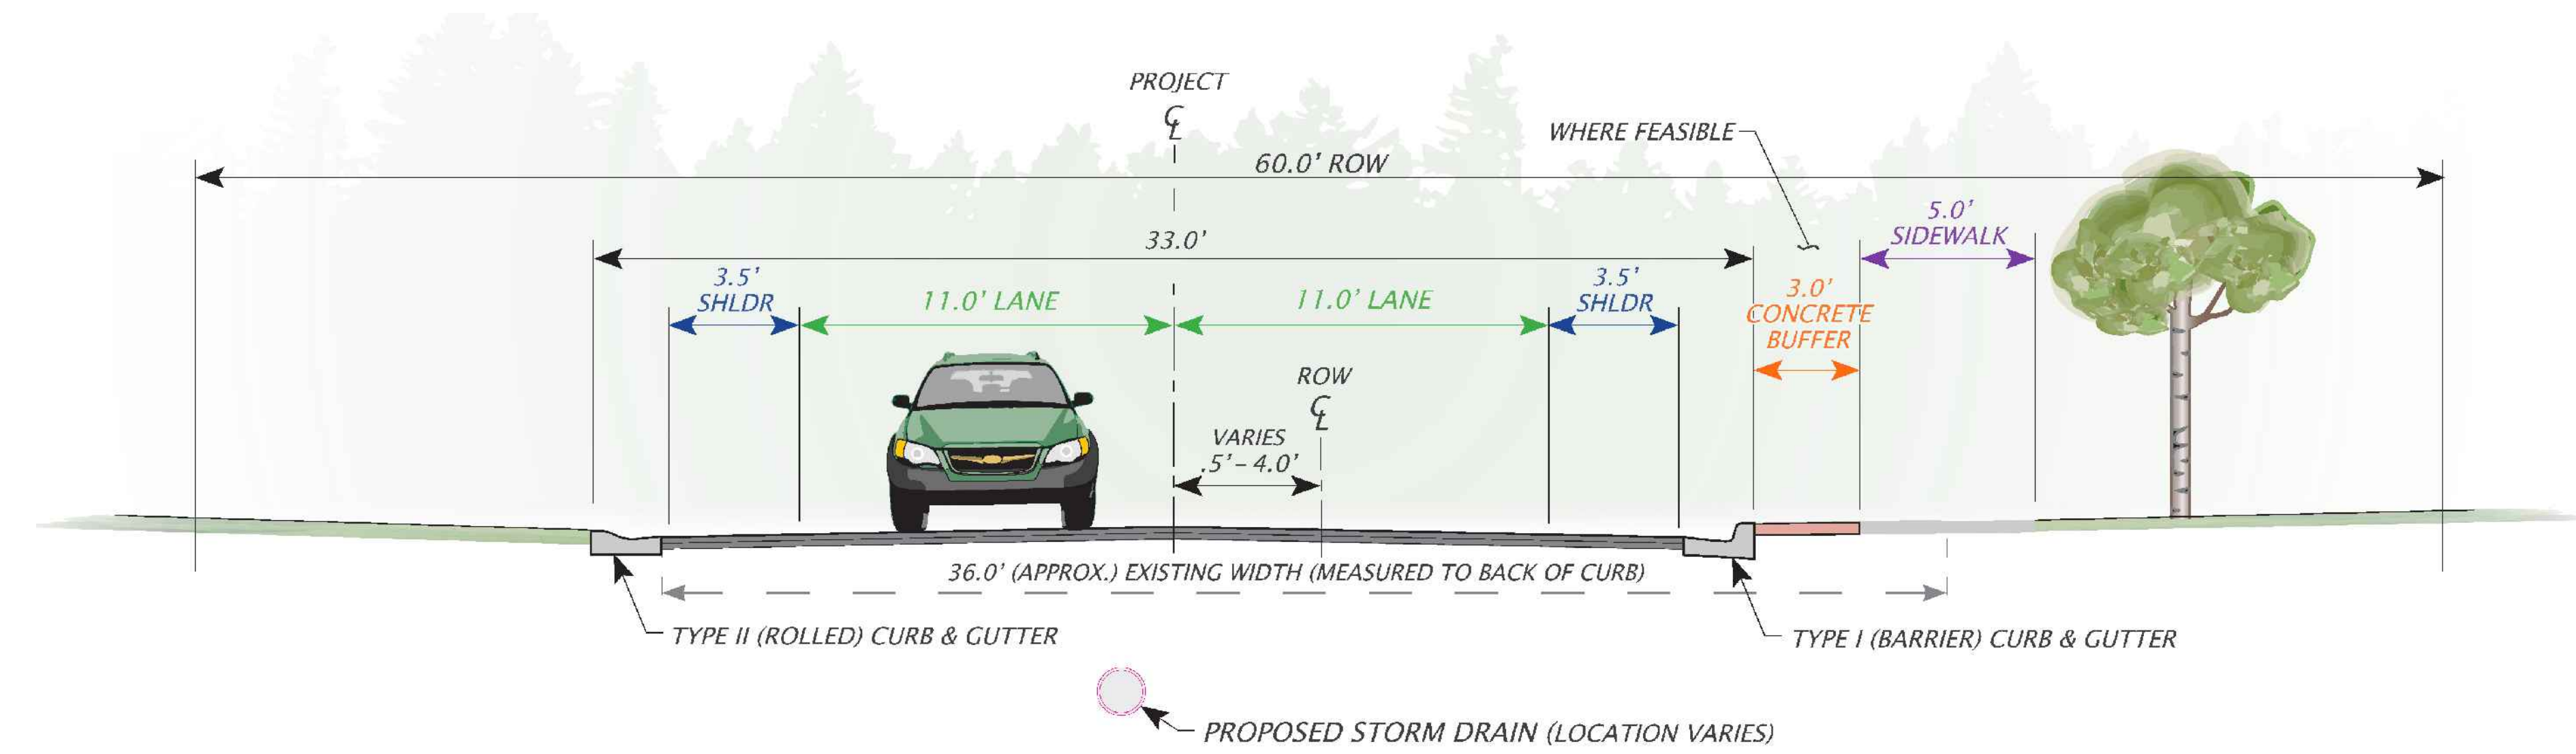 PROJECT
℄
60.0' ROW
WHERE FEASIBLE
33.0'
5.0'
SIDEWALK
3.5'
SHLDR
11.0' LANE
11.0' LANE
3.5'
SHLDR
3.0'
CONCRETE
BUFFER
ROW
℄
VARIES
.5'– 4.0'
36.0' (APPROX.) EXISTING WIDTH (MEASURED TO BACK OF CURB)
TYPE II (ROLLED) CURB & GUTTER
TYPE I (BARRIER) CURB & GUTTER
PROPOSED STORM DRAIN (LOCATION VARIES)